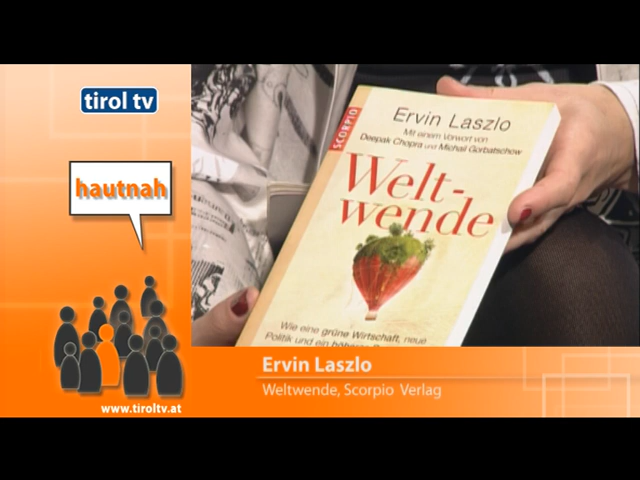 tirol tv
hautnah
www.tiroltv.at
SCORPIO
Ervin Laszlo
Mit einem Vorwort von
Deepak Chopra und Michail Gorbatschow
Welt-
wende
Wie eine grüne Wirtschaft, neue
Politik und ein höheres
Ervin Laszlo
Weltwende, Scorpio Verlag